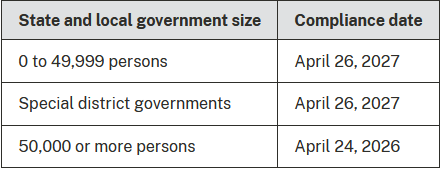 State and local government size Compliance date
0 to 49,999 persons April 26, 2027
Special district governments April 26, 2027
50,000 or more persons April 24, 2026